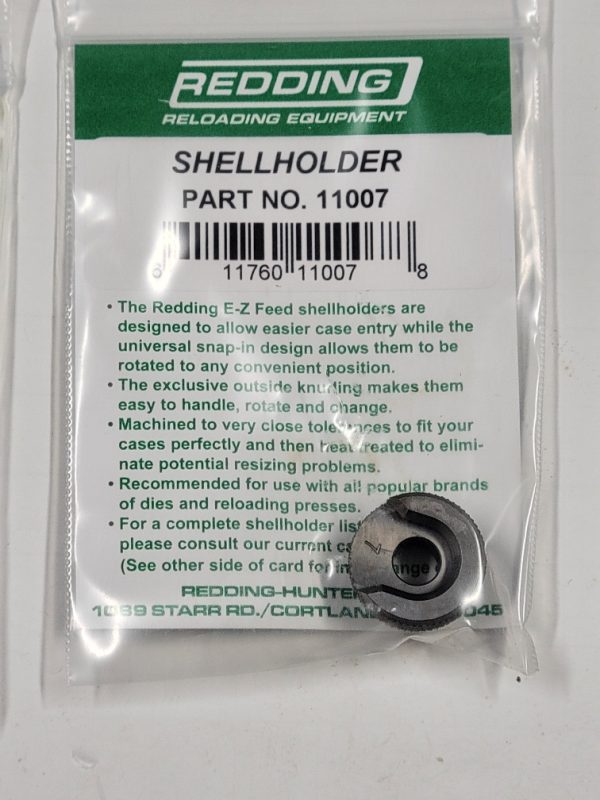 REDDING
RELOADING EQUIPMENT
SHELLHOLDER
PART NO. 11007
0 11760 11007 8
• The Redding E-Z Feed shellholders are
designed to allow easier case entry while the
universal snap-in design allows them to be
rotated to any convenient position.
• The exclusive outside knurling makes them
easy to handle, rotate and change.
• Machined to very close tolerances to fit your
cases perfectly and then heat treated to elimi-
nate potential resizing problems.
• Recommended for use with all popular brands
of dies and reloading presses.
• For a complete shellholder list
please consult our current
(See other side of card for
REDDING-HUNTER
1089 STARR RD./CORTLAND 045
7